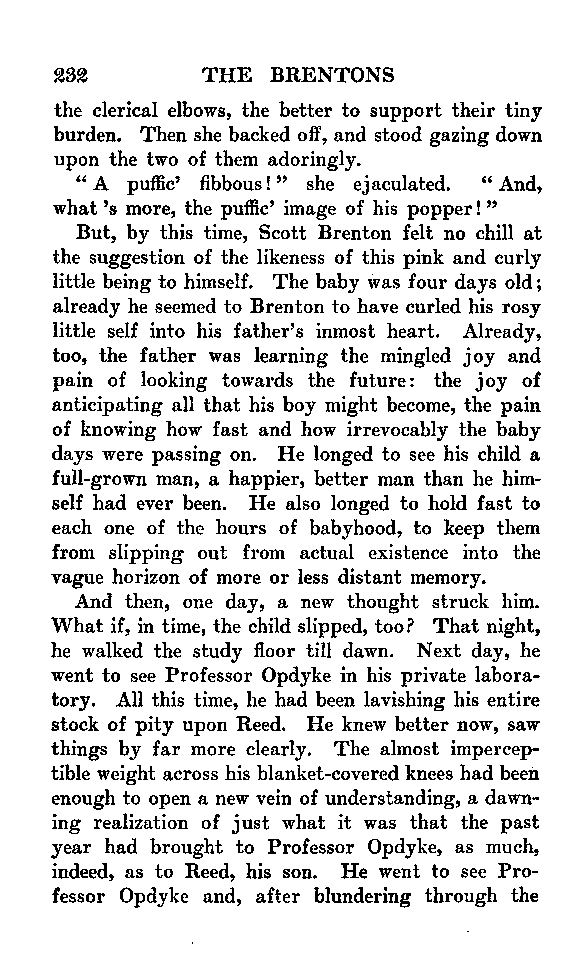 232 THE BRENTONS
the clerical elbows, the better to support their tiny
burden. Then she backed off, and stood gazing down
upon the two of them adoringly.
“ A puffic’ fibbous! ” she ejaculated. “ And,
what ’s more, the puffic’ image of his popper! ”
But, by this time, Scott Brenton felt no chill at
the suggestion of the likeness of this pink and curly
little being to himself. The baby was four days old;
already he seemed to Brenton to have curled his rosy
little self into his father’s inmost heart. Already,
too, the father was learning the mingled joy and
pain of looking towards the future: the joy of
anticipating all that his boy might become, the pain
of knowing how fast and how irrevocably the baby
days were passing on. He longed to see his child a
full-grown man, a happier, better man than he him-
self had ever been. He also longed to hold fast to
each one of the hours of babyhood, to keep them
from slipping out from actual existence into the
vague horizon of more or less distant memory.
And then, one day, a new thought struck him.
What if, in time, the child slipped, too? That night,
he walked the study floor till dawn. Next day, he
went to see Professor Opdyke in his private labora-
tory. All this time, he had been lavishing his entire
stock of pity upon Reed. He knew better now, saw
things by far more clearly. The almost impercep-
tible weight across his blanket-covered knees had been
enough to open a new vein of understanding, a dawn-
ing realization of just what it was that the past
year had brought to Professor Opdyke, as much,
indeed, as to Reed, his son. He went to see Pro-
fessor Opdyke and, after blundering through the